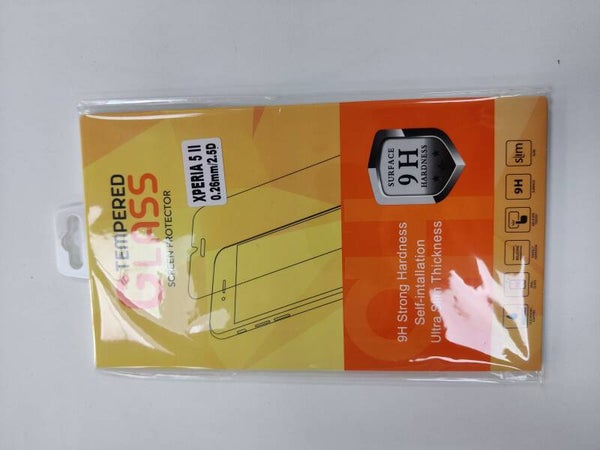 TEMPERED
GLASS
SCREEN PROTECTOR
XPERIA 5 II
0.26mm/2.5D
SURFACE
9H
HARDNESS
9H Strong Hardness
Self-intallation
Ultra Slim Thickness
slim
9H